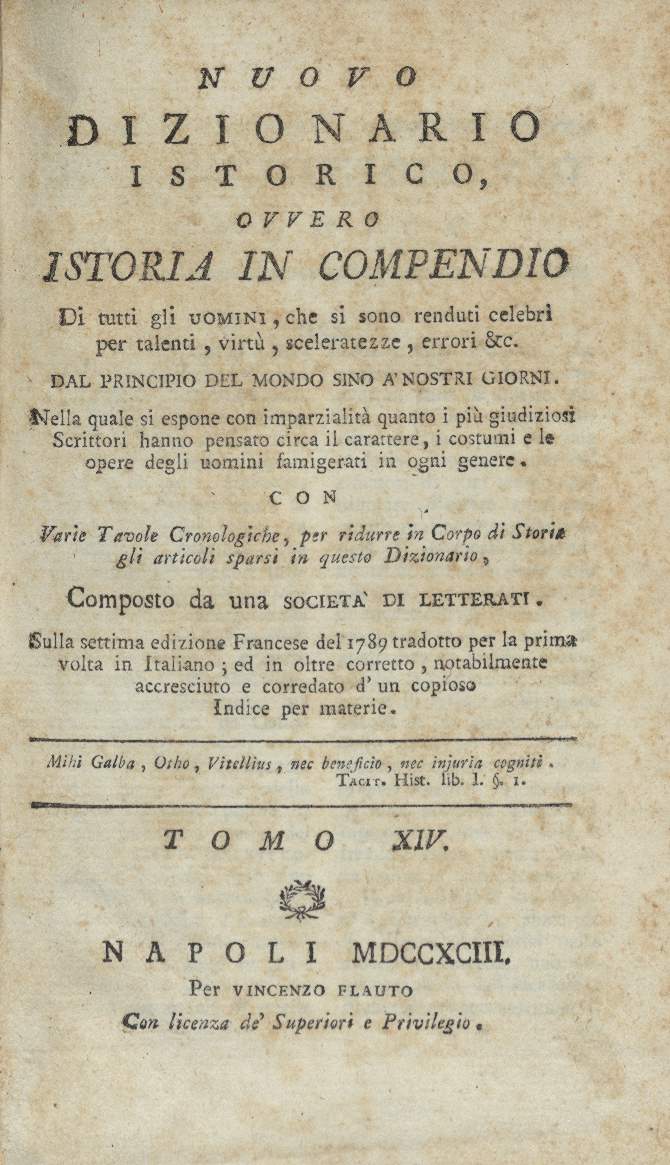 NUOVO
DIZIONARIO
ISTORICO,
OVVERO
ISTORIA IN COMPENDIO
Di tutti gli UOMINI, che si sono renduti celebri
per talenti, virtù, sceleratezze, errori &c.
DAL PRINCIPIO DEL MONDO SINO A' NOSTRI GIORNI.
Nella quale si espone con imparzialità quanto i più giudiziosi
Scrittori hanno pensato circa il carattere, i costumi e le
opere degli uomini famigerati in ogni genere.
CON
Varie Tavole Cronologiche, per ridurre in Corpo di Storia
gli articoli sparsi in questo Dizionario,
Composto da una SOCIETA' DI LETTERATI.
Sulla settima edizione Francese del 1789 tradotto per la prima
volta in Italiano; ed in oltre corretto, notabilmente
accresciuto e corredato d' un copioso
Indice per materie.
Mihi Galba, Otho, Vitellius, nec beneficio, nec injuria cogniti.
TACIT. Hist. lib. 1. §. 1.
TOMO XIV.
NAPOLI MDCCXCIII.
Per VINCENZO FLAUTO
Con licenza de' Superiori e Privilegio.